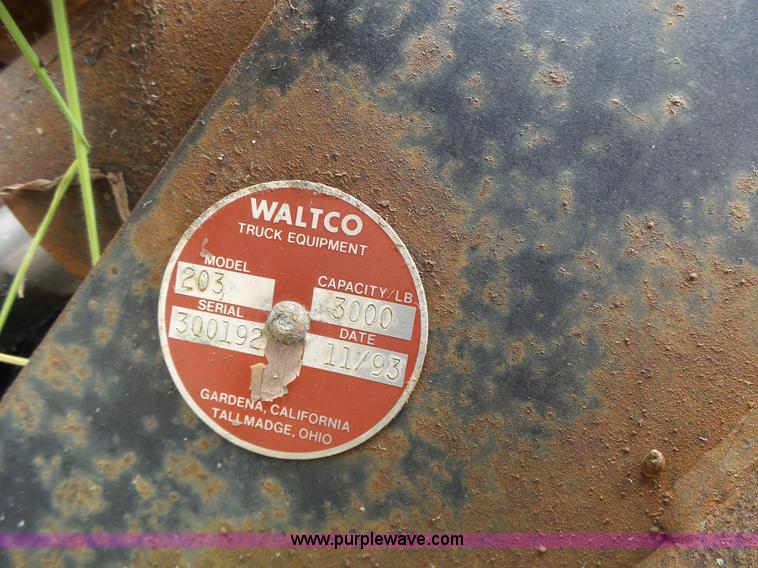 WALTCO
TRUCK EQUIPMENT
MODEL
203
CAPACITY/LB
3000
SERIAL
300192
DATE
11/93
GARDENA, CALIFORNIA
TALLMADGE, OHIO
www.purplewave.com